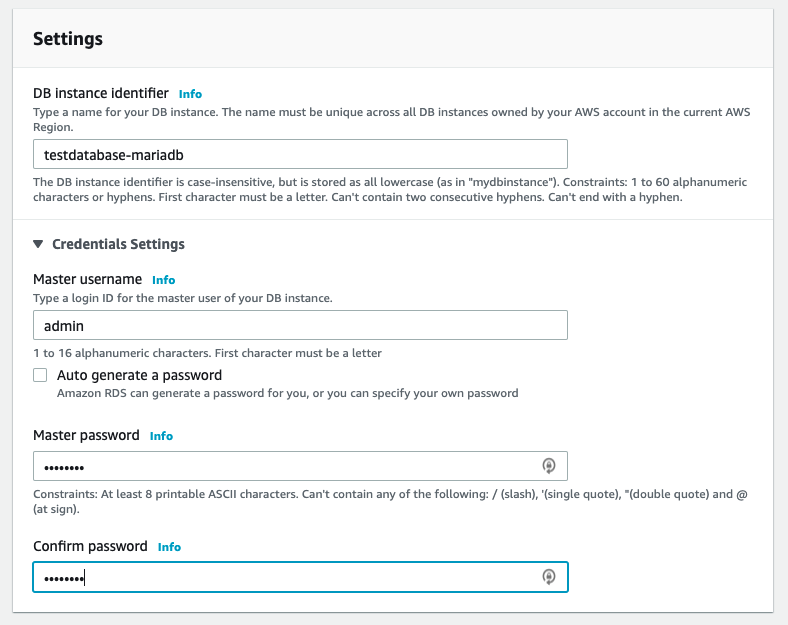 Settings
DB instance identifier Info
Type a name for your DB instance. The name must be unique across all DB instances owned by your AWS account in the current AWS
Region.
testdatabase-mariadb
The DB instance identifier is case-insensitive, but is stored as all lowercase (as in "mydbinstance"). Constraints: 1 to 60 alphanumeric
characters or hyphens. First character must be a letter. Can't contain two consecutive hyphens. Can't end with a hyphen.
Credentials Settings
Master username Info
Type a login ID for the master user of your DB instance.
admin
1 to 16 alphanumeric characters. First character must be a letter
Auto generate a password
Amazon RDS can generate a password for you, or you can specify your own password
Master password Info
••••••••
Constraints: At least 8 printable ASCII characters. Can't contain any of the following: / (slash), '(single quote), "(double quote) and @
(at sign).
Confirm password Info
••••••••